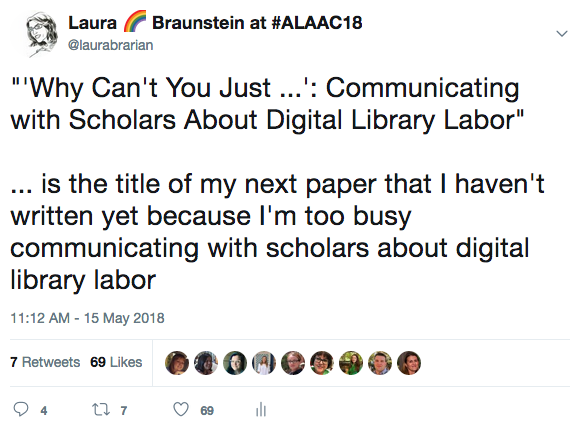 Laura 🌈 Braunstein at #ALAAC18
@laurabrarian
"'Why Can't You Just ...': Communicating
with Scholars About Digital Library Labor"
... is the title of my next paper that I haven't
written yet because I'm too busy
communicating with scholars about digital
library labor
11:12 AM - 15 May 2018
7 Retweets 69 Likes
4 7 69